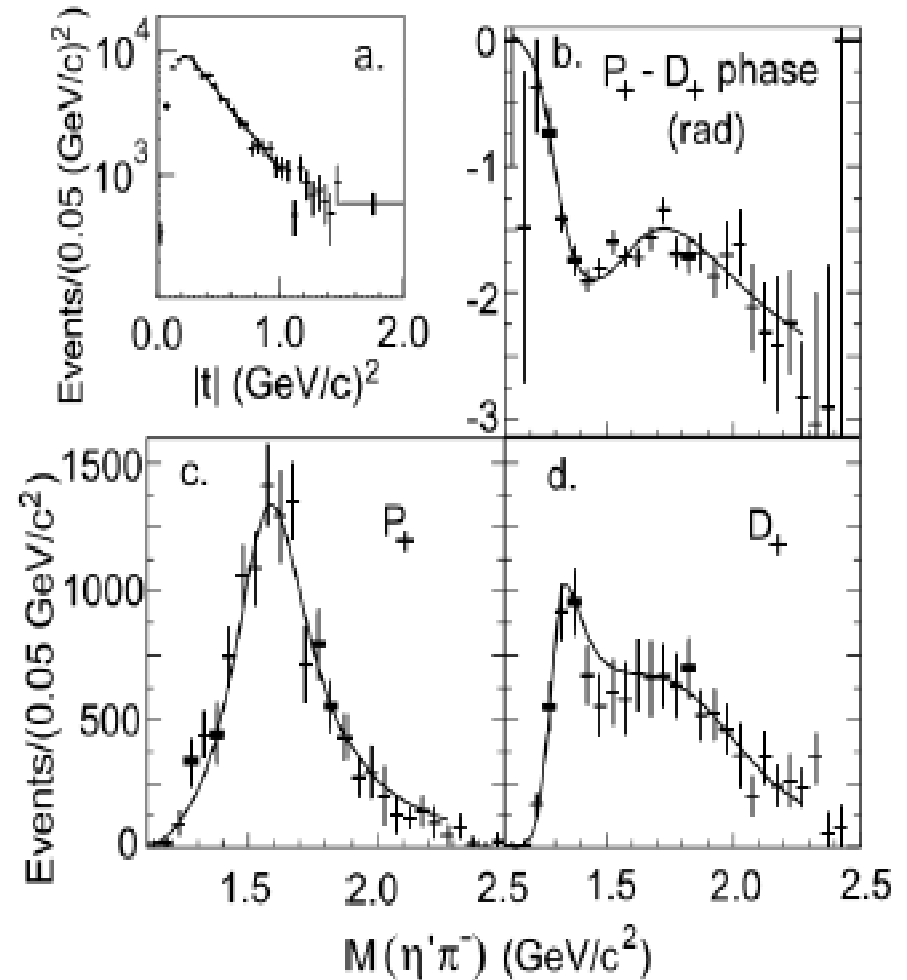 Events/(0.05 (GeV/c)²)
10⁴
10³
a.
0.0 1.0 2.0
|t| (GeV/c)²
0
-1
-2
-3
b. P₊ - D₊ phase
(rad)
Events/(0.05 GeV/c²)
1500
1000
500
0
c.
P₊
1.5 2.0 2.5
d.
D₊
1.5 2.0 2.5
M(η'π⁻) (GeV/c²)